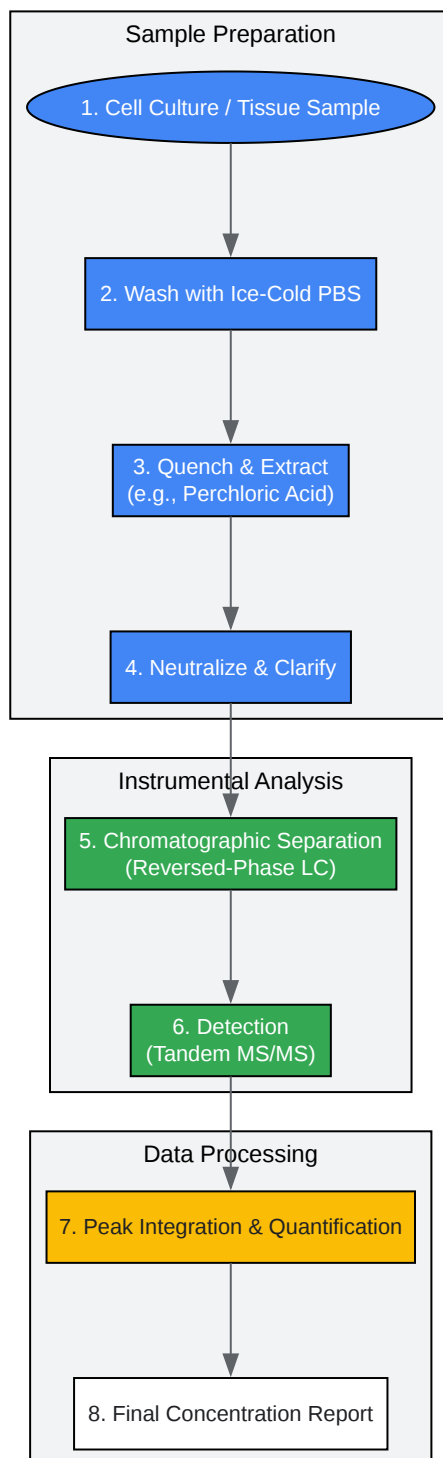 Sample Preparation
1. Cell Culture / Tissue Sample
2. Wash with Ice-Cold PBS
3. Quench & Extract
(e.g., Perchloric Acid)
4. Neutralize & Clarify
Instrumental Analysis
5. Chromatographic Separation
(Reversed-Phase LC)
6. Detection
(Tandem MS/MS)
Data Processing
7. Peak Integration & Quantification
8. Final Concentration Report